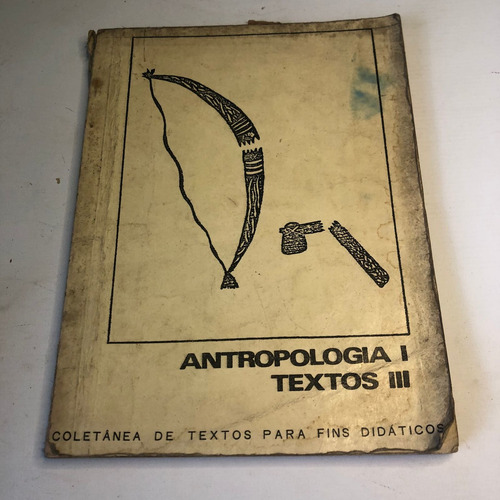 ANTROPOLOGIA I
TEXTOS III
COLETÂNEA DE TEXTOS PARA FINS DIDÁTICOS